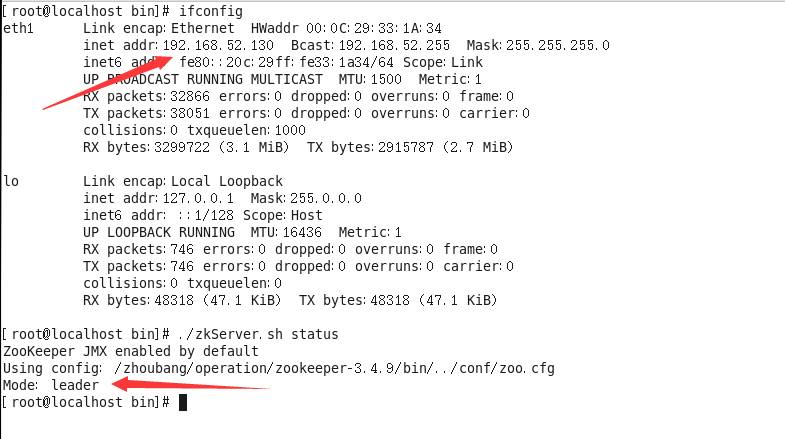 [root@localhost bin]# ifconfig
eth1 Link encap:Ethernet HWaddr 00:0C:29:33:1A:34
inet addr:192.168.52.130 Bcast:192.168.52.255 Mask:255.255.255.0
inet6 addr: fe80::20c:29ff:fe33:1a34/64 Scope:Link
UP BROADCAST RUNNING MULTICAST MTU:1500 Metric:1
RX packets:32866 errors:0 dropped:0 overruns:0 frame:0
TX packets:38051 errors:0 dropped:0 overruns:0 carrier:0
collisions:0 txqueuelen:1000
RX bytes:3299722 (3.1 MiB) TX bytes:2915787 (2.7 MiB)
lo Link encap:Local Loopback
inet addr:127.0.0.1 Mask:255.0.0.0
inet6 addr: ::1/128 Scope:Host
UP LOOPBACK RUNNING MTU:16436 Metric:1
RX packets:746 errors:0 dropped:0 overruns:0 frame:0
TX packets:746 errors:0 dropped:0 overruns:0 carrier:0
collisions:0 txqueuelen:0
RX bytes:48318 (47.1 KiB) TX bytes:48318 (47.1 KiB)
[root@localhost bin]# ./zkServer.sh status
ZooKeeper JMX enabled by default
Using config: /zhoubang/operation/zookeeper-3.4.9/bin/../conf/zoo.cfg
Mode: leader
[root@localhost bin]#